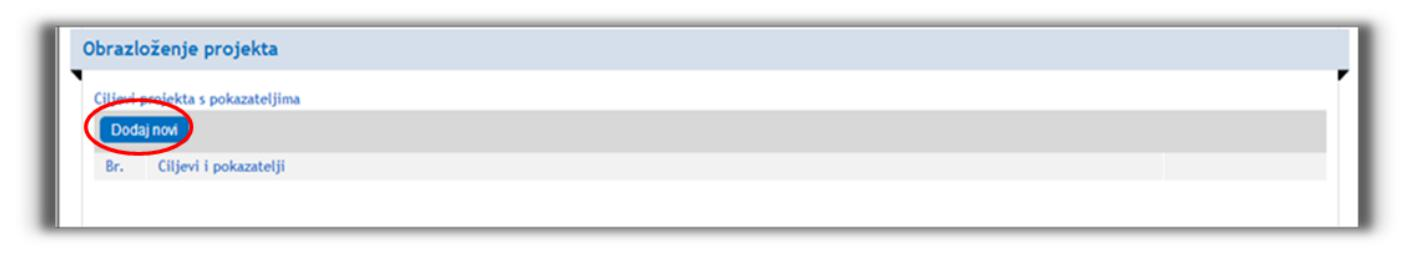 Obrazloženje projekta
Ciljevi projekta s pokazateljima
Dodaj novi
Br. Ciljevi i pokazatelji